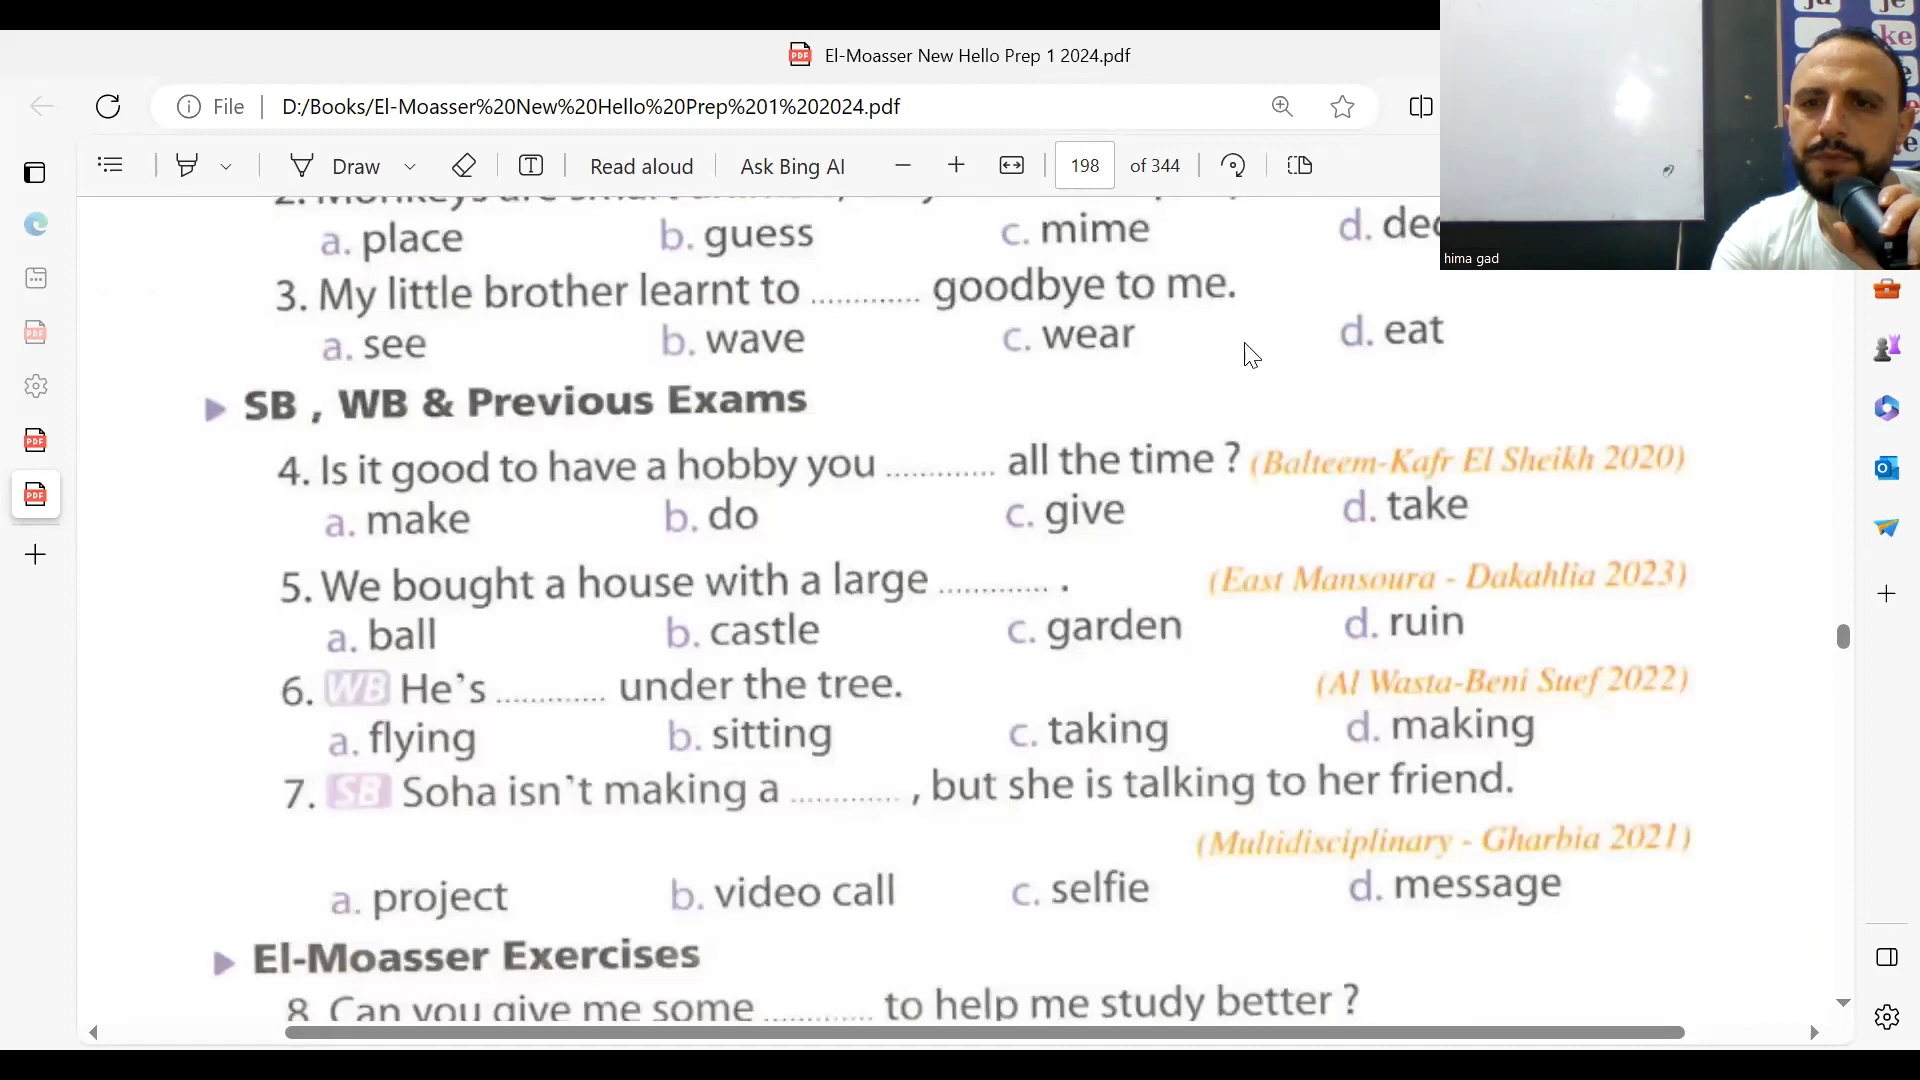 El-Moasser New Hello Prep 1 2024.pdf
File D:/Books/El-Moasser%20New%20Hello%20Prep%201%202024.pdf
Draw Read aloud Ask Bing AI 198 of 344
ja je
ke
hima gad
a. place b. guess c. mime d.
3. My little brother learnt to ............ goodbye to me.
a. see b. wave c. wear d. eat
SB , WB & Previous Exams
4. Is it good to have a hobby you ............ all the time ? (Balteem-Kafr El Sheikh 2020)
a. make b. do c. give d. take
5. We bought a house with a large ............ . (East Mansoura - Dakahlia 2023)
a. ball b. castle c. garden d. ruin
6. WB He's ............ under the tree. (Al Wasta-Beni Suef 2022)
a. flying b. sitting c. taking d. making
7. SB Soha isn't making a ............ , but she is talking to her friend.
(Multidisciplinary - Gharbia 2021)
a. project b. video call c. selfie d. message
El-Moasser Exercises
8. Can you give me some ............ to help me study better ?